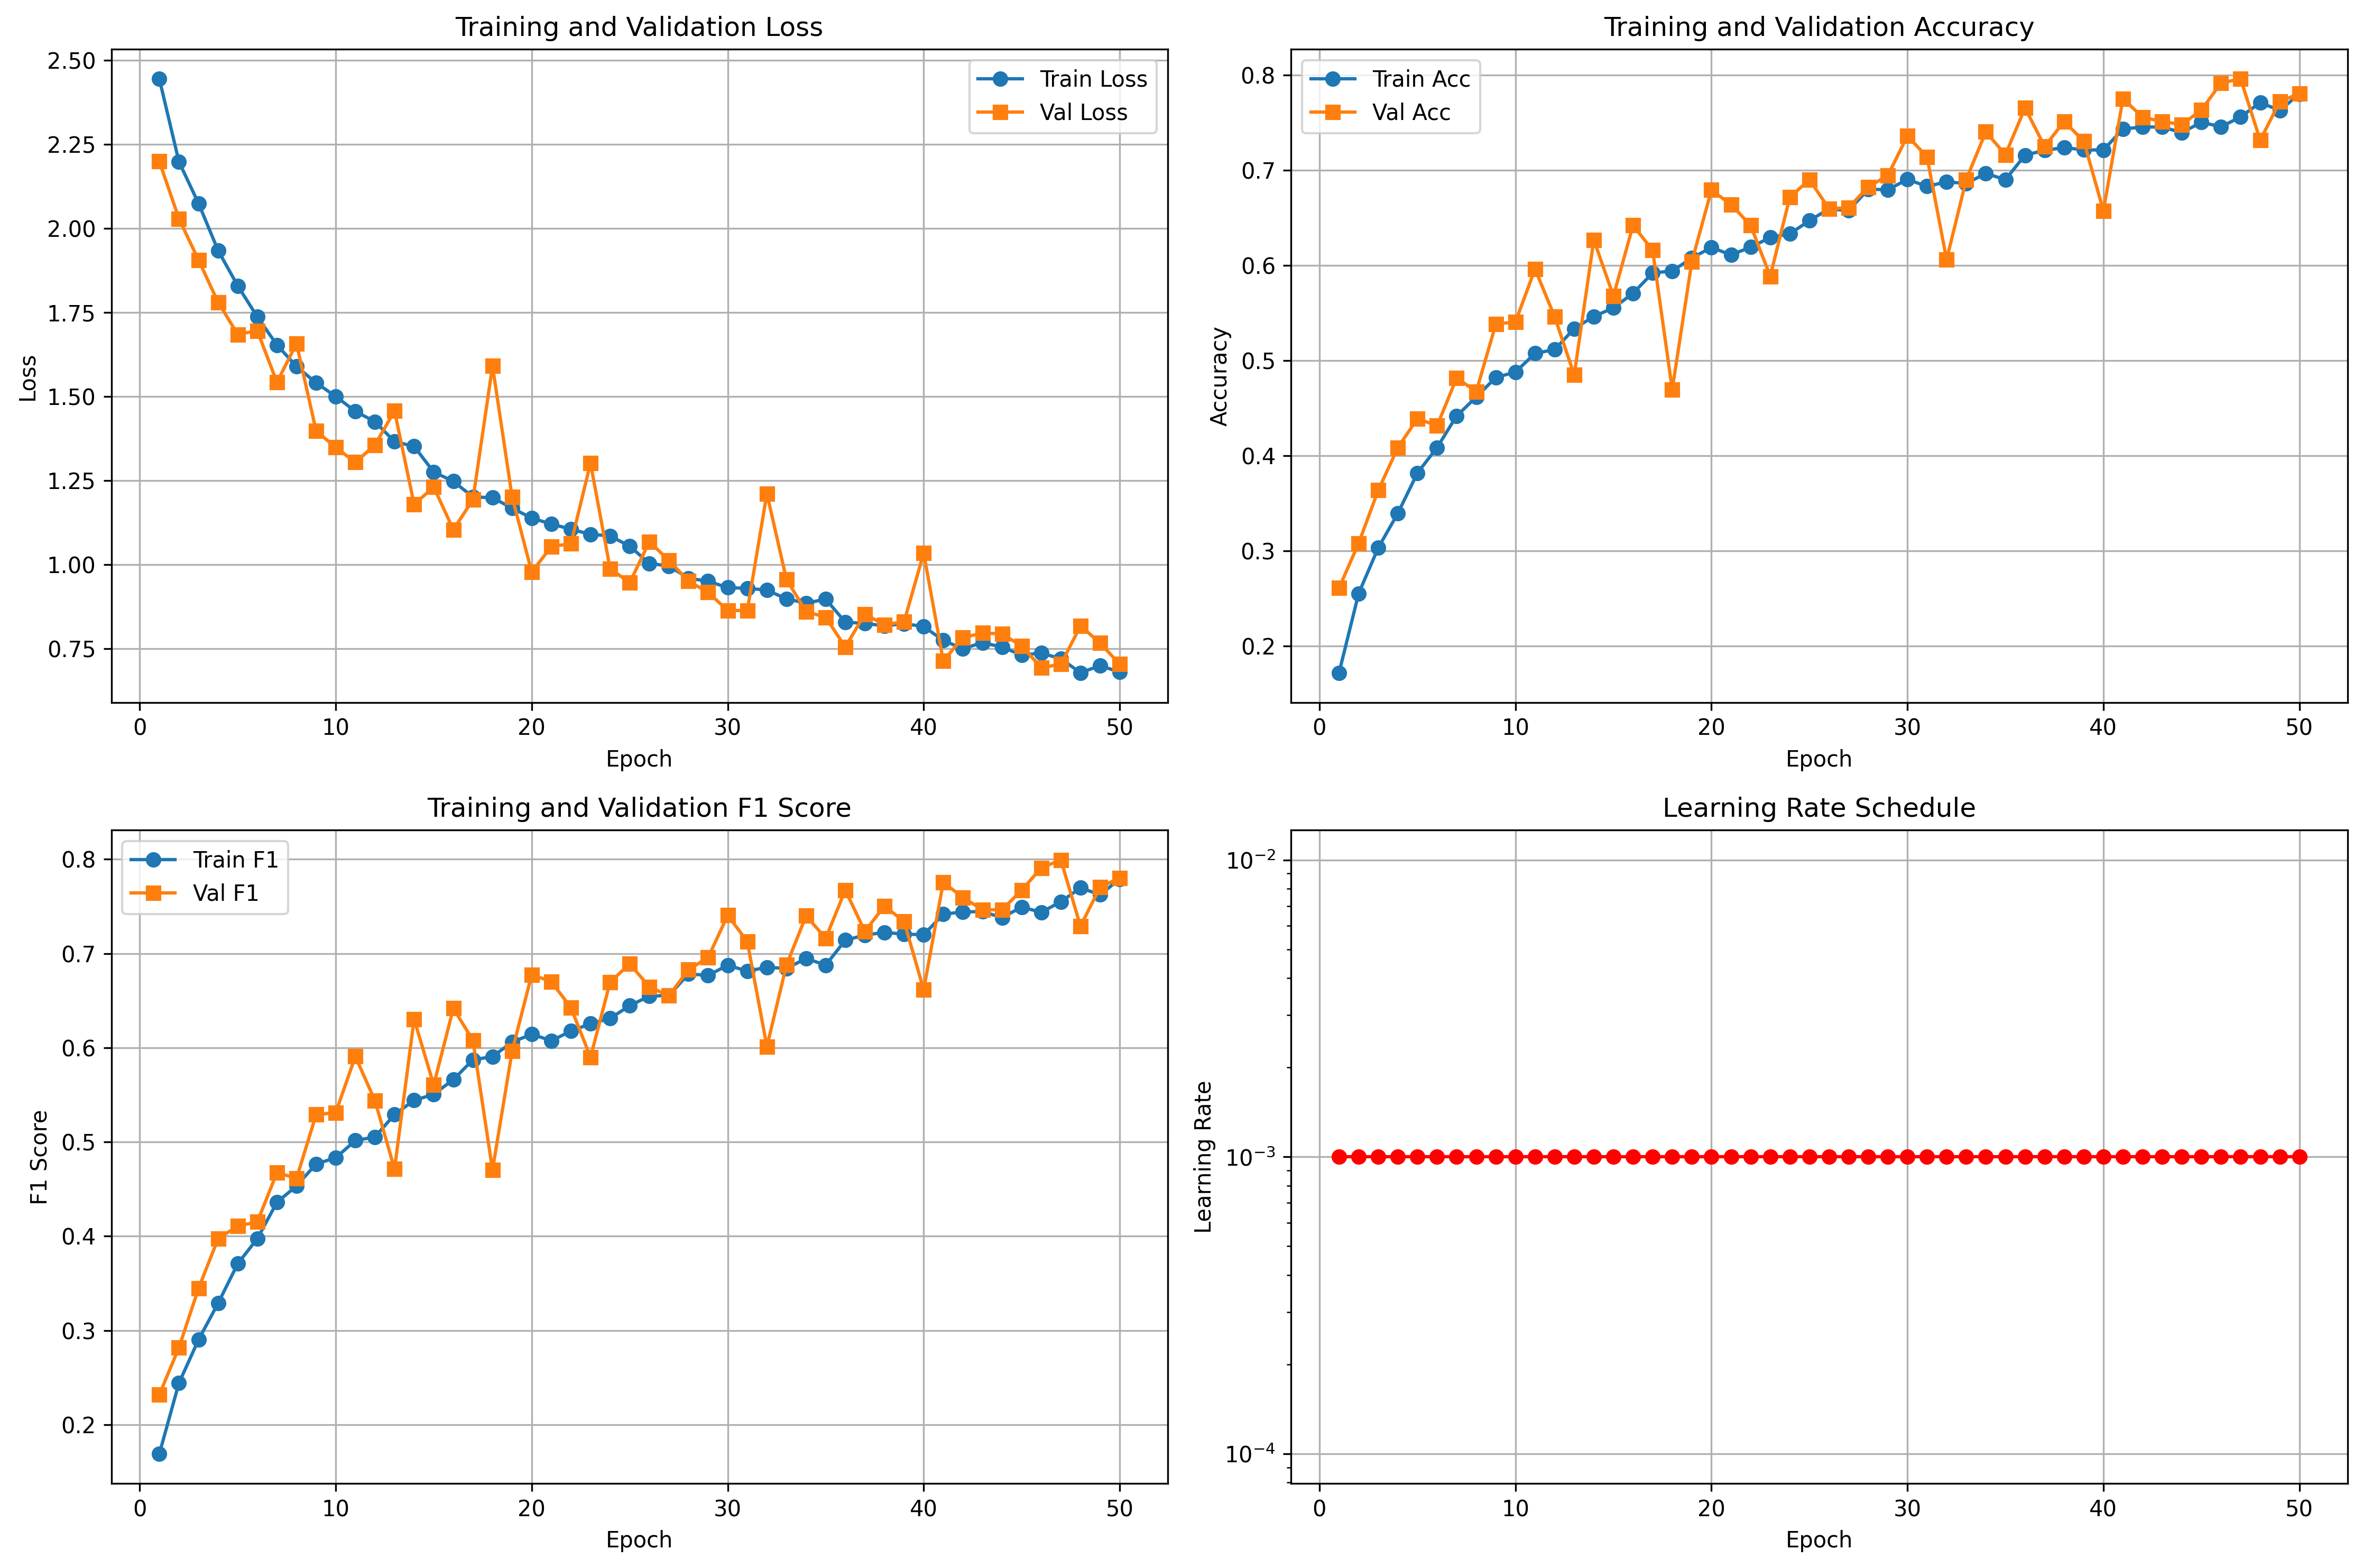 Training and Validation Loss
2.50
2.25
2.00
1.75
1.50
1.25
1.00
0.75
Loss
Train Loss
Val Loss
0 10 20 30 40 50
Epoch
Training and Validation Accuracy
0.8
0.7
0.6
0.5
0.4
0.3
0.2
Accuracy
Train Acc
Val Acc
0 10 20 30 40 50
Epoch
Training and Validation F1 Score
0.8
0.7
0.6
0.5
0.4
0.3
0.2
F1 Score
Train F1
Val F1
0 10 20 30 40 50
Epoch
Learning Rate Schedule
10⁻²
10⁻³
10⁻⁴
Learning Rate
0 10 20 30 40 50
Epoch